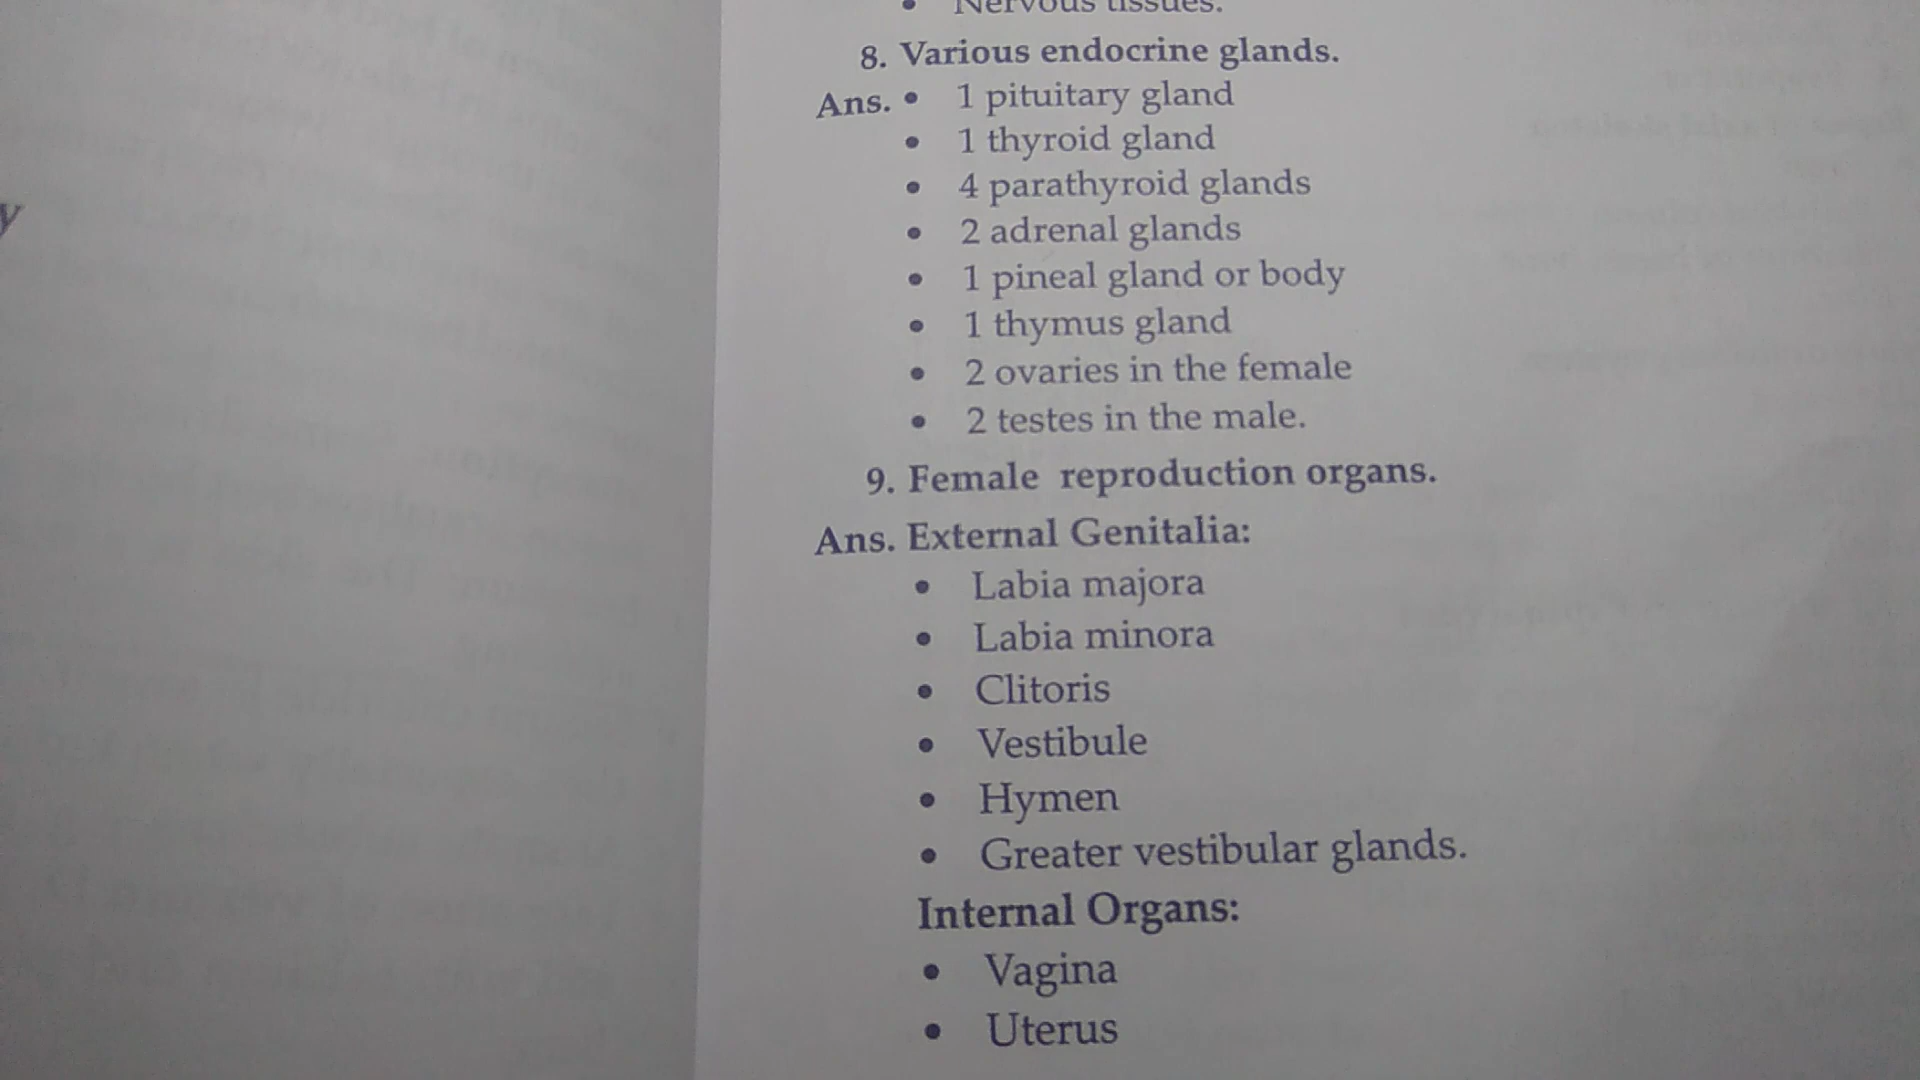 • Nervous tissues.
8. Various endocrine glands.
Ans. • 1 pituitary gland
• 1 thyroid gland
• 4 parathyroid glands
• 2 adrenal glands
• 1 pineal gland or body
• 1 thymus gland
• 2 ovaries in the female
• 2 testes in the male.
9. Female reproduction organs.
Ans. External Genitalia:
• Labia majora
• Labia minora
• Clitoris
• Vestibule
• Hymen
• Greater vestibular glands.
Internal Organs:
• Vagina
• Uterus